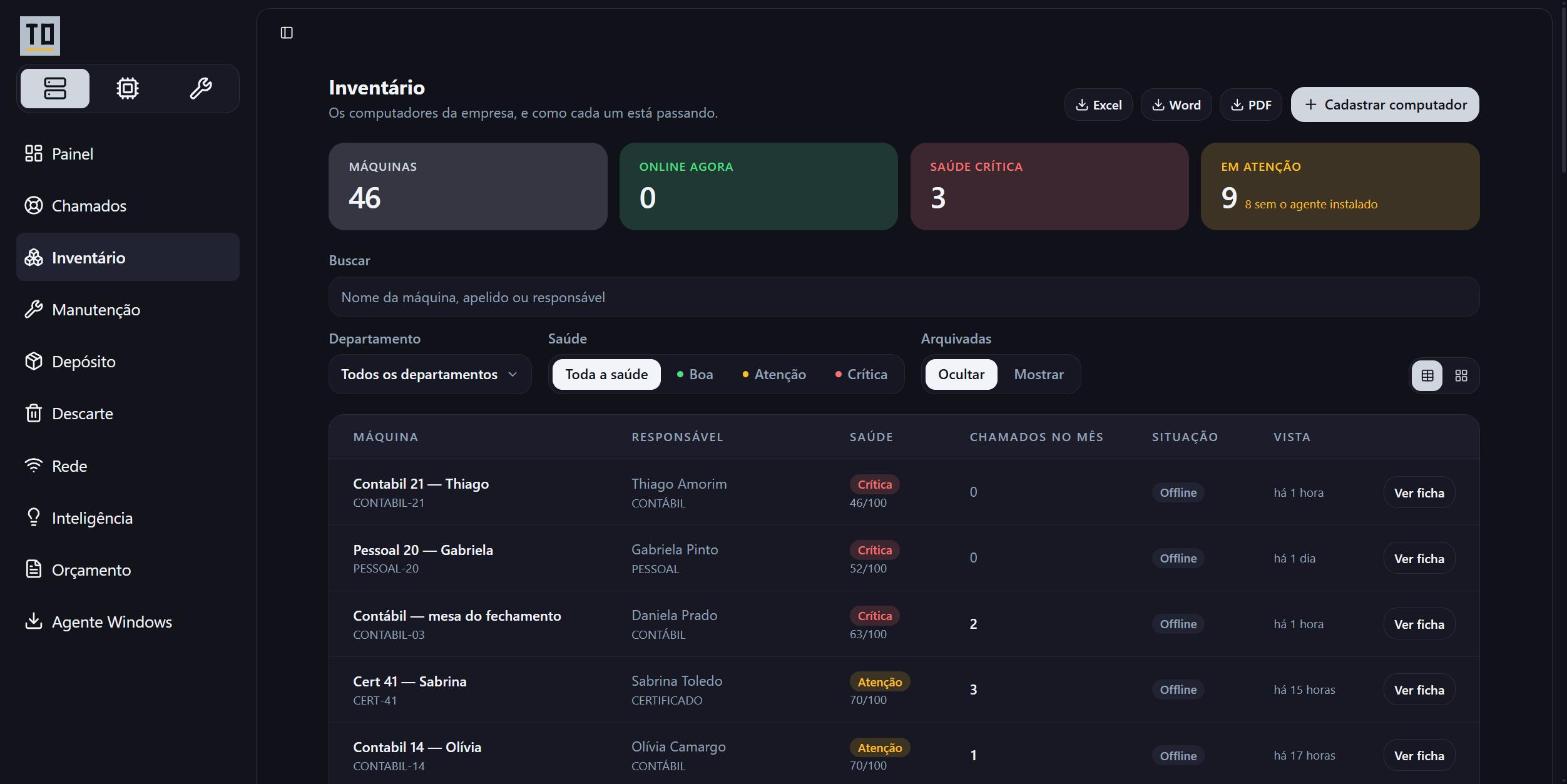 TO
Painel
Chamados
Inventário
Manutenção
Depósito
Descarte
Rede
Inteligência
Orçamento
Agente Windows
Inventário
Os computadores da empresa, e como cada um está passando.
Excel
Word
PDF
+ Cadastrar computador
MÁQUINAS
46
ONLINE AGORA
0
SAÚDE CRÍTICA
3
EM ATENÇÃO
9 8 sem o agente instalado
Buscar
Nome da máquina, apelido ou responsável
Departamento
Todos os departamentos
Saúde
Toda a saúde Boa Atenção Crítica
Arquivadas
Ocultar Mostrar
MÁQUINA RESPONSÁVEL SAÚDE CHAMADOS NO MÊS SITUAÇÃO VISTA
Contabil 21 — Thiago Thiago Amorim Crítica 0 Offline há 1 hora Ver ficha
CONTABIL-21 CONTÁBIL 46/100
Pessoal 20 — Gabriela Gabriela Pinto Crítica 0 Offline há 1 dia Ver ficha
PESSOAL-20 PESSOAL 52/100
Contábil — mesa do fechamento Daniela Prado Crítica 2 Offline há 1 hora Ver ficha
CONTABIL-03 CONTÁBIL 63/100
Cert 41 — Sabrina Sabrina Toledo Atenção 3 Offline há 15 horas Ver ficha
CERT-41 CERTIFICADO 70/100
Contabil 14 — Olívia Olívia Camargo Atenção 1 Offline há 17 horas Ver ficha
CONTABIL-14 CONTÁBIL 70/100